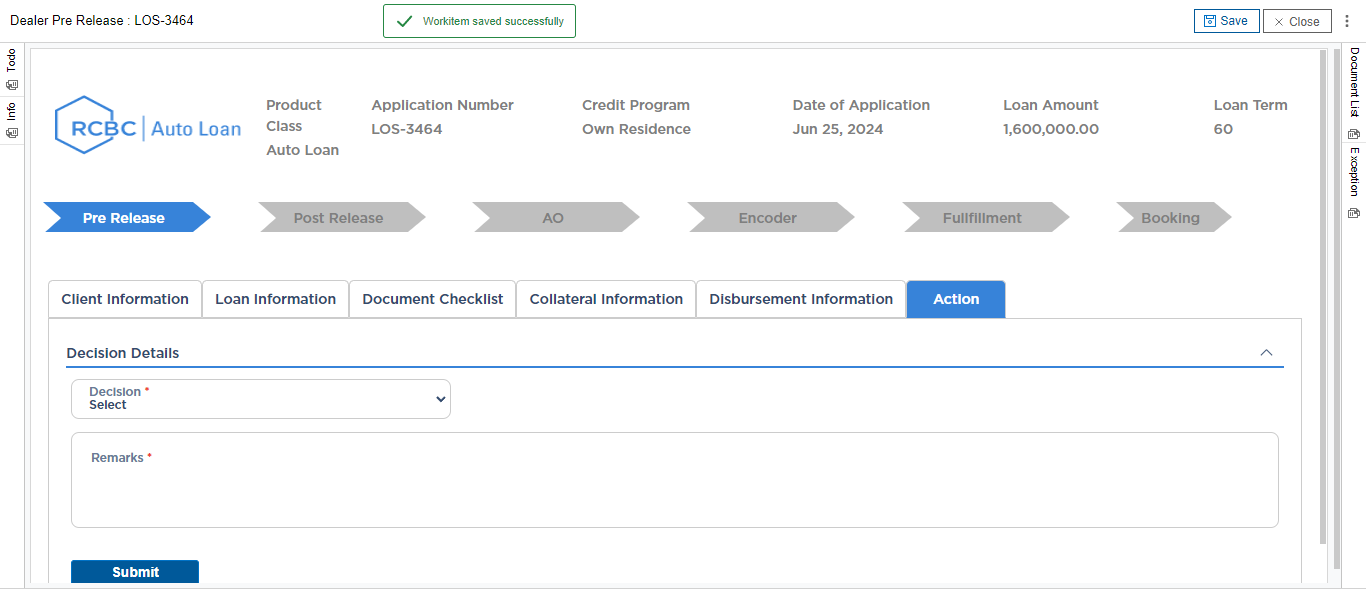 Dealer Pre Release : LOS-3464
Workitem saved successfully
Save
Close
Todo
Info
Document List
Exception
RCBC | Auto Loan
Product
Class
Auto Loan
Application Number
LOS-3464
Credit Program
Own Residence
Date of Application
Jun 25, 2024
Loan Amount
1,600,000.00
Loan Term
60
Pre Release
Post Release
AO
Encoder
Fullfillment
Booking
Client Information
Loan Information
Document Checklist
Collateral Information
Disbursement Information
Action
Decision Details
Decision *
Select
Remarks *
Submit